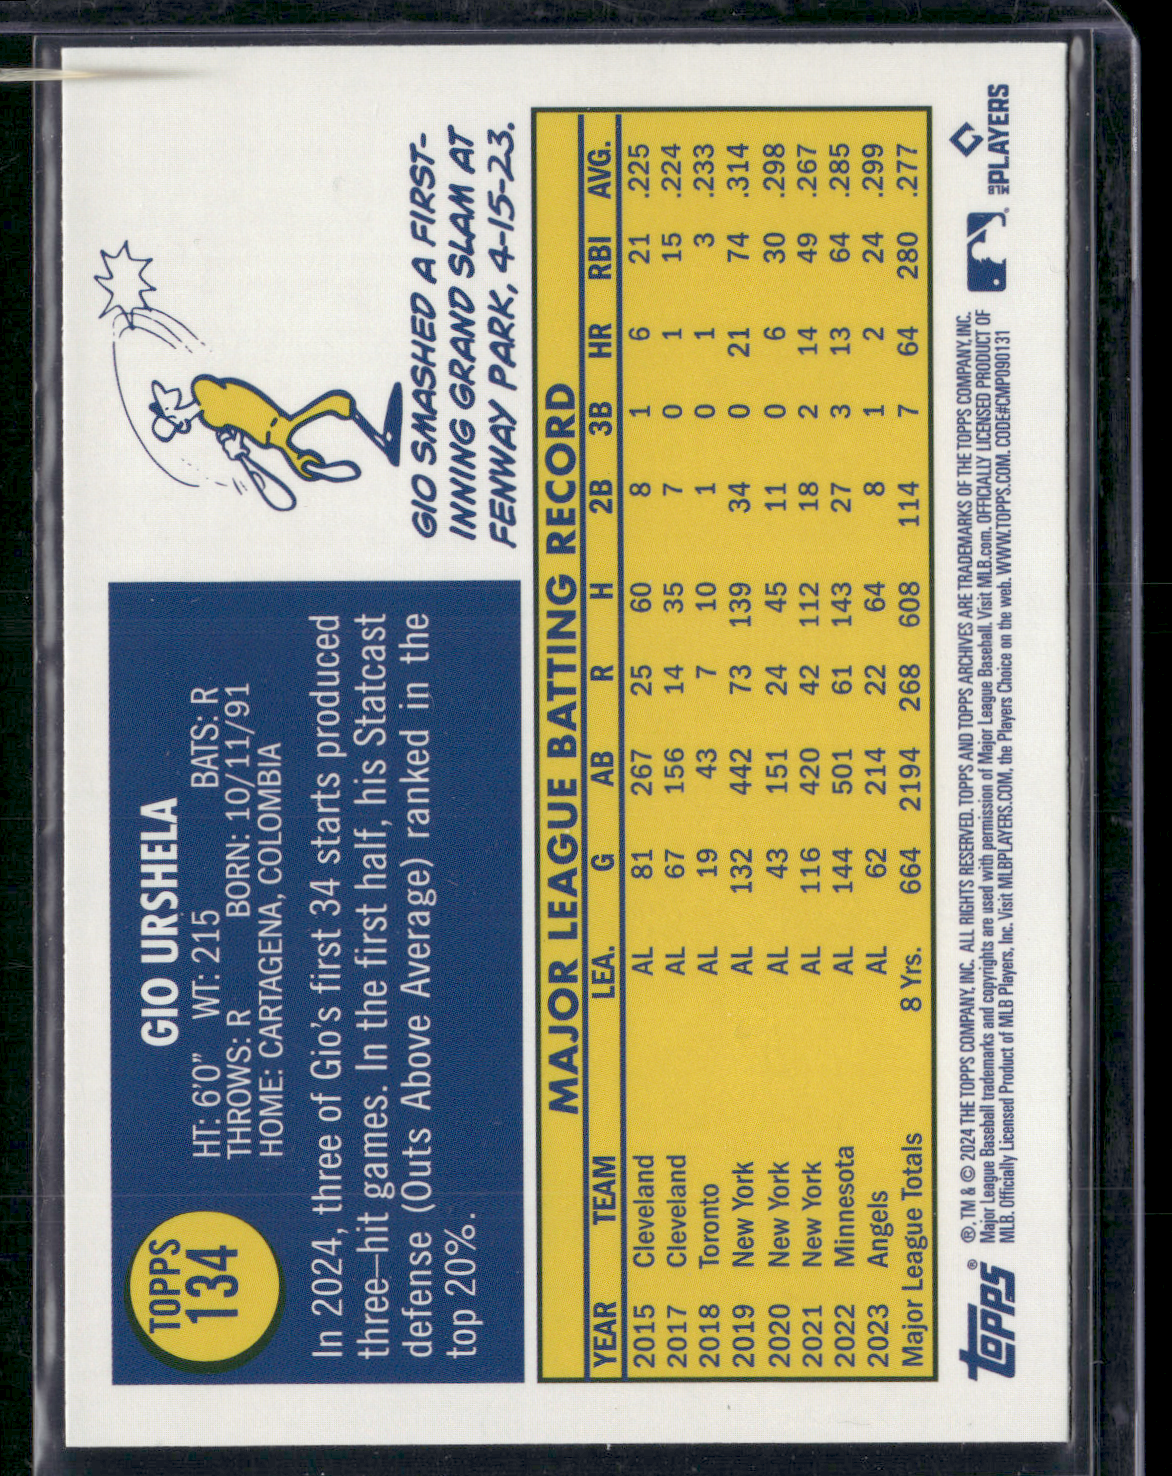 TOPPS
134
GIO URSHELA
HT: 6'0" WT: 215 BATS: R
THROWS: R BORN: 10/11/91
HOME: CARTAGENA, COLOMBIA
In 2024, three of Gio's first 34 starts produced
three–hit games. In the first half, his Statcast
defense (Outs Above Average) ranked in the
top 20%.
GIO SMASHED A FIRST-
INNING GRAND SLAM AT
FENWAY PARK, 4-15-23.
MAJOR LEAGUE BATTING RECORD
YEAR TEAM LEA. G AB R H 2B 3B HR RBI AVG.
2015 Cleveland AL 81 267 25 60 8 1 6 21 .225
2017 Cleveland AL 67 156 14 35 7 0 1 15 .224
2018 Toronto AL 19 43 7 10 1 0 1 3 .233
2019 New York AL 132 442 73 139 34 0 21 74 .314
2020 New York AL 43 151 24 45 11 0 6 30 .298
2021 New York AL 116 420 42 112 18 2 14 49 .267
2022 Minnesota AL 144 501 61 143 27 3 13 64 .285
2023 Angels AL 62 214 22 64 8 1 2 24 .299
Major League Totals 8 Yrs. 664 2194 268 608 114 7 64 280 .277
topps®
®, TM & © 2024 THE TOPPS COMPANY, INC. ALL RIGHTS RESERVED. TOPPS AND TOPPS ARCHIVES ARE TRADEMARKS OF THE TOPPS COMPANY, INC.
Major League Baseball trademarks and copyrights are used with permission of Major League Baseball. Visit MLB.com. OFFICIALLY LICENSED PRODUCT OF
MLB. Officially Licensed Product of MLB Players, Inc. Visit MLBPLAYERS.COM, the Players Choice on the web. WWW.TOPPS.COM. CODE#CMP090131
MLB PLAYERS